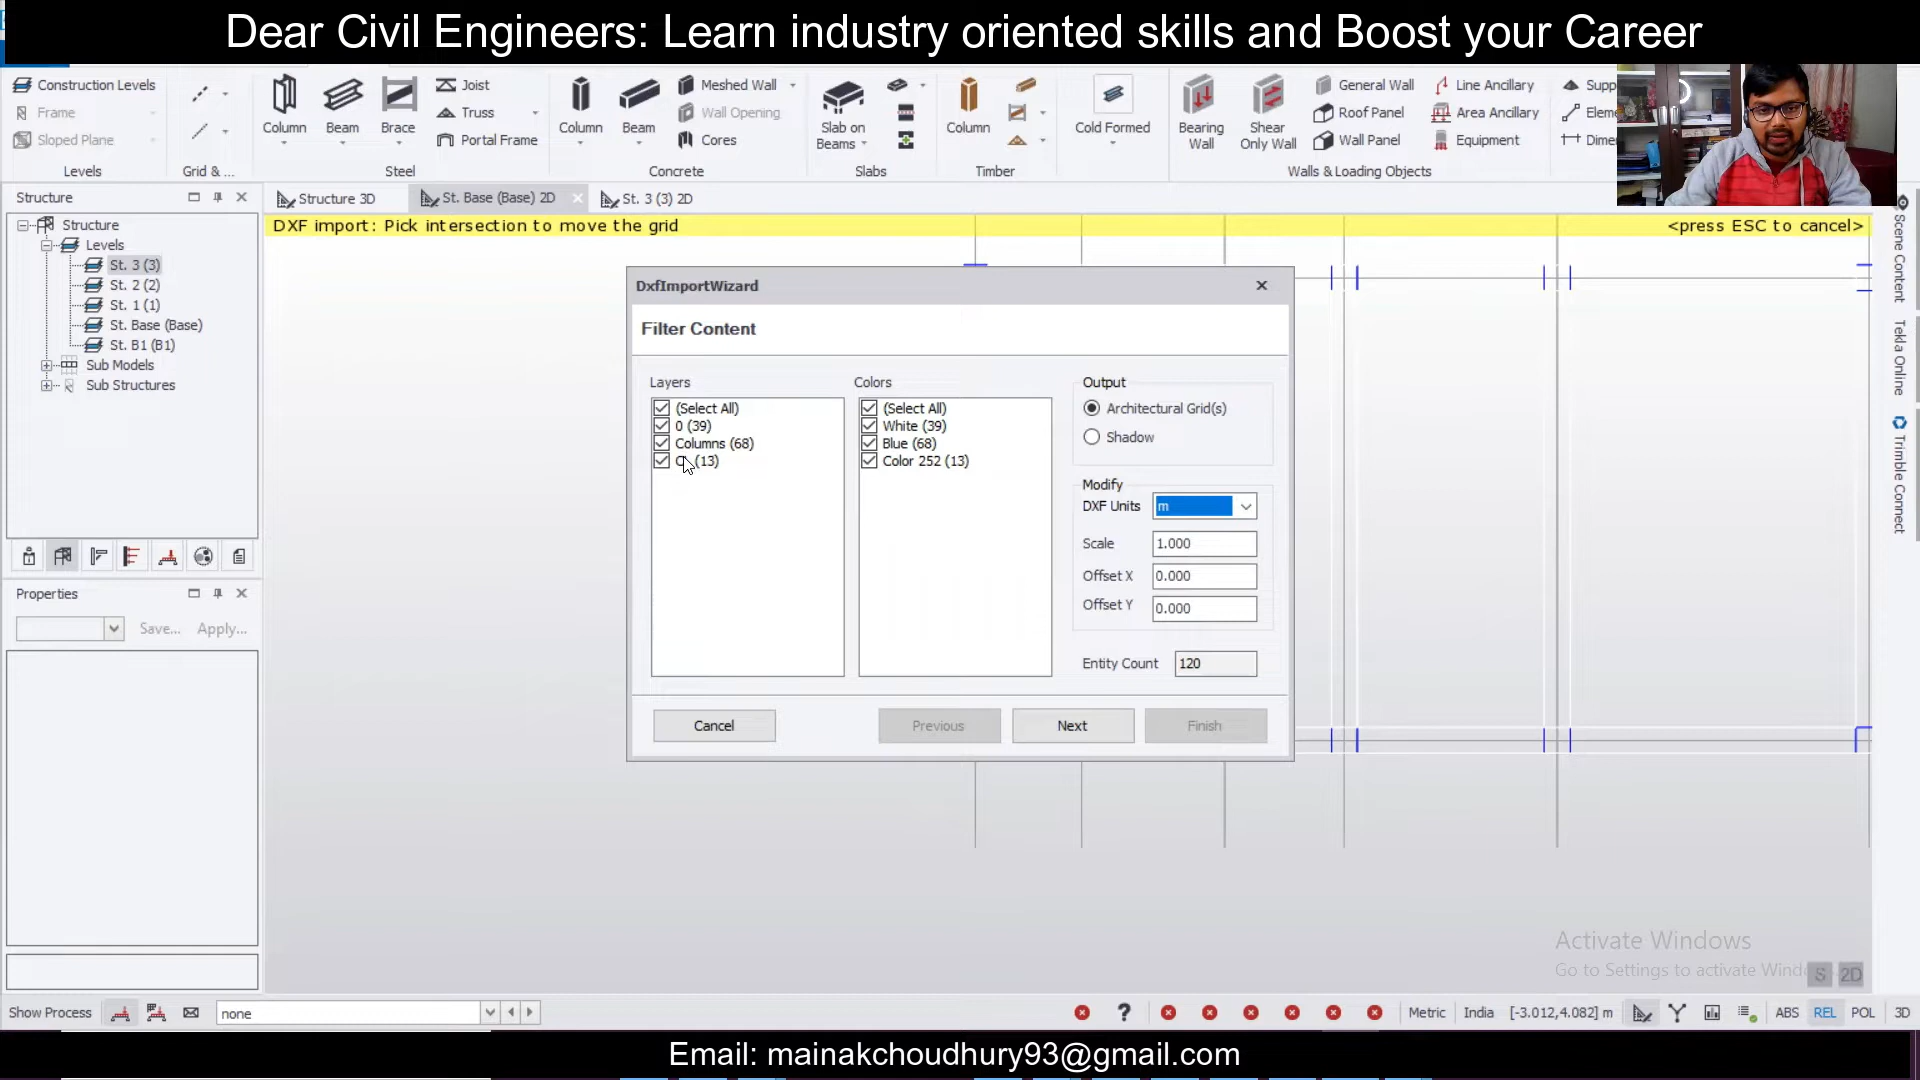 Dear Civil Engineers: Learn industry oriented skills and Boost your Career
Construction Levels
Frame
Sloped Plane
Levels
Grid & ...
Column
Beam
Brace
Joist
Truss
Portal Frame
Steel
Column
Beam
Meshed Wall
Wall Opening
Cores
Concrete
Slab on
Beams
Slabs
Column
Timber
Cold Formed
Bearing
Wall
Shear
Only Wall
General Wall
Roof Panel
Wall Panel
Line Ancillary
Area Ancillary
Equipment
Walls & Loading Objects
Supp
Eleme
Dimen
Structure
Structure
Levels
St. 3 (3)
St. 2 (2)
St. 1 (1)
St. Base (Base)
St. B1 (B1)
Sub Models
Sub Structures
Properties
Save...
Apply...
Structure 3D
St. Base (Base) 2D
St. 3 (3) 2D
DXF import: Pick intersection to move the grid
<press ESC to cancel>
DxfImportWizard
Filter Content
Layers
(Select All)
0 (39)
Columns (68)
(13)
Colors
(Select All)
White (39)
Blue (68)
Color 252 (13)
Output
Architectural Grid(s)
Shadow
Modify
DXF Units m
Scale 1.000
Offset X 0.000
Offset Y 0.000
Entity Count 120
Cancel
Previous
Next
Finish
Scene Content
Tekla Online
Trimble Connect
Activate Windows
Go to Settings to activate Wind
S 2D
Show Process
none
Metric
India
[-3.012,4.082] m
ABS
REL
POL
3D
Email: mainakchoudhury93@gmail.com